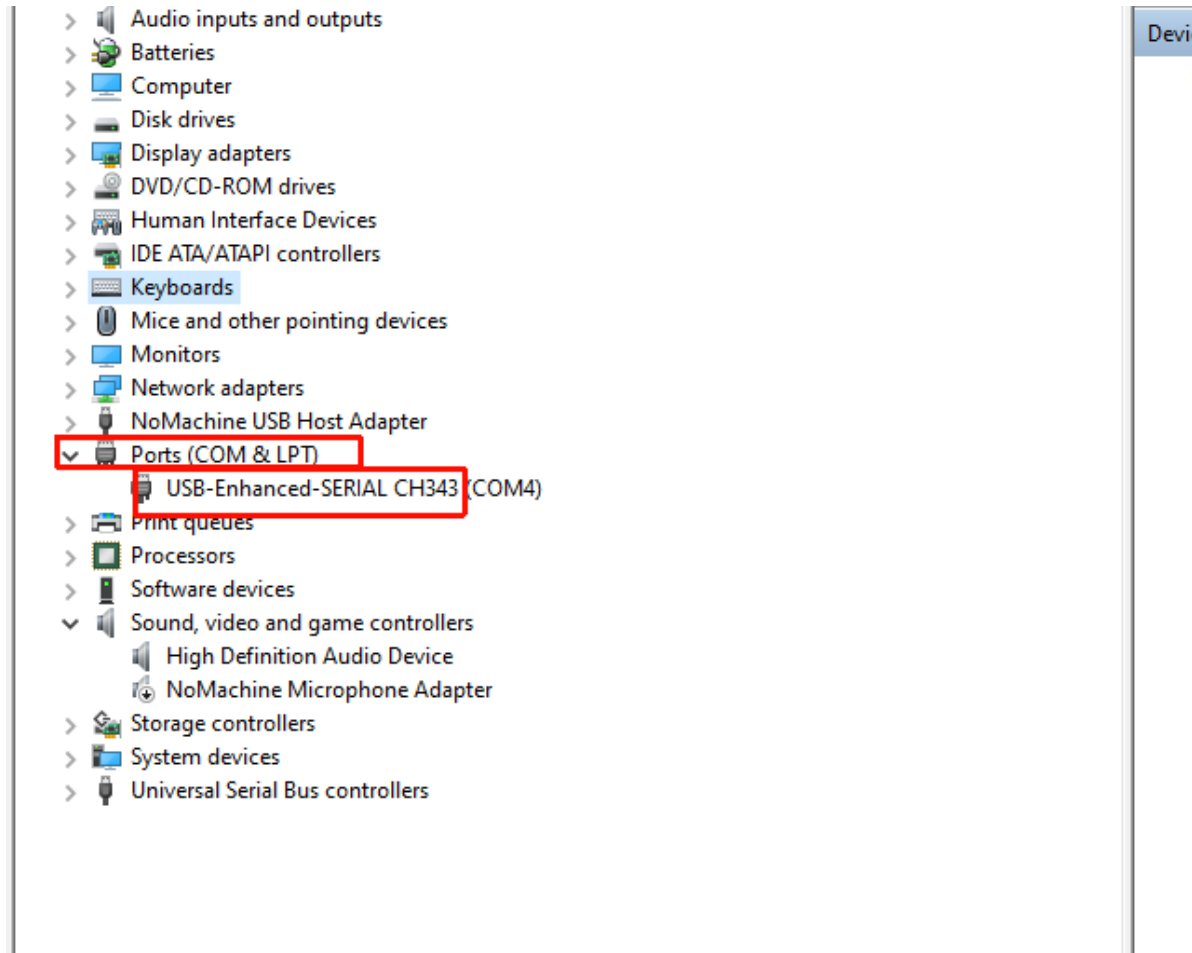 Audio inputs and outputs
Devi
Batteries
Computer
Disk drives
Display adapters
DVD/CD-ROM drives
Human Interface Devices
IDE ATA/ATAPI controllers
Keyboards
Mice and other pointing devices
Monitors
Network adapters
NoMachine USB Host Adapter
Ports (COM & LPT)
USB-Enhanced-SERIAL CH343 (COM4)
Print queues
Processors
Software devices
Sound, video and game controllers
High Definition Audio Device
NoMachine Microphone Adapter
Storage controllers
System devices
Universal Serial Bus controllers